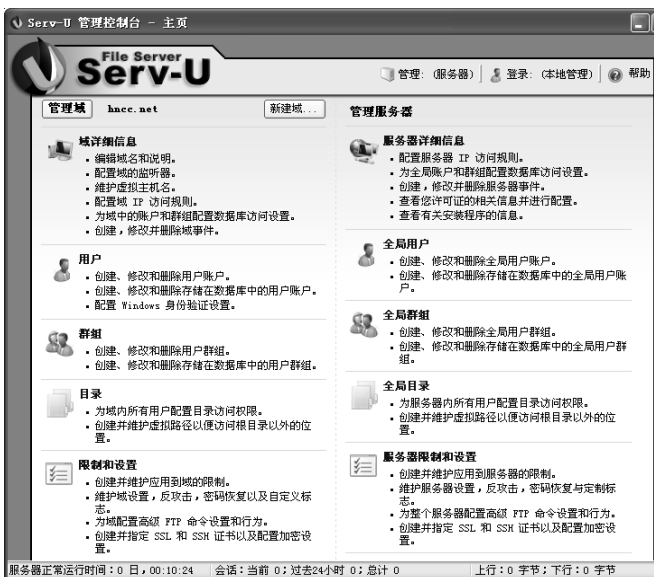 Serv-U 管理控制台 - 主页
File Server
Serv-U
管理: (服务器)
登录: (本地管理)
帮助
管理域
hncc.net
新建域...
域详细信息
• 编辑域名和说明。
• 配置域的监听器。
• 维护虚拟主机名。
• 配置域 IP 访问规则。
• 为域中的账户和群组配置数据库访问设置。
• 创建，修改并删除域事件。
用户
• 创建、修改和删除用户账户。
• 创建、修改和删除存储在数据库中的用户账户。
• 配置 Windows 身份验证设置。
群组
• 创建、修改和删除用户群组。
• 创建、修改和删除存储在数据库中的用户群组。
目录
• 为域内所有用户配置目录访问权限。
• 创建并维护虚拟路径以便访问根目录以外的位
置。
限制和设置
• 创建并维护应用到域的限制。
• 维护域设置，反攻击，密码恢复以及自定义标
志。
• 为域配置高级 FTP 命令设置和行为。
• 创建并指定 SSL 和 SSH 证书以及配置加密设
置。
管理服务器
服务器详细信息
• 配置服务器 IP 访问规则。
• 为全局账户和群组配置数据库访问设置。
• 创建，修改并删除服务器事件。
• 查看您许可证的相关信息并进行配置。
• 查看有关安装程序的信息。
全局用户
• 创建、修改和删除全局用户账户。
• 创建、修改和删除存储在数据库中的全局用户账
户。
全局群组
• 创建、修改和删除全局用户群组。
• 创建、修改和删除存储在数据库中的全局用户群
组。
全局目录
• 为服务器内所有用户配置目录访问权限。
• 创建并维护虚拟路径以便访问根目录以外的位
置。
服务器限制和设置
• 创建并维护应用到服务器的限制。
• 维护服务器设置，反攻击，密码恢复与定制标
志。
• 为整个服务器配置高级 FTP 命令设置和行为。
• 创建并指定 SSL 和 SSH 证书以及配置加密设
置。
服务器正常运行时间：0 日，00:10:24
会话：当前 0；过去24小时 0；总计 0
上行：0 字节；下行：0 字节